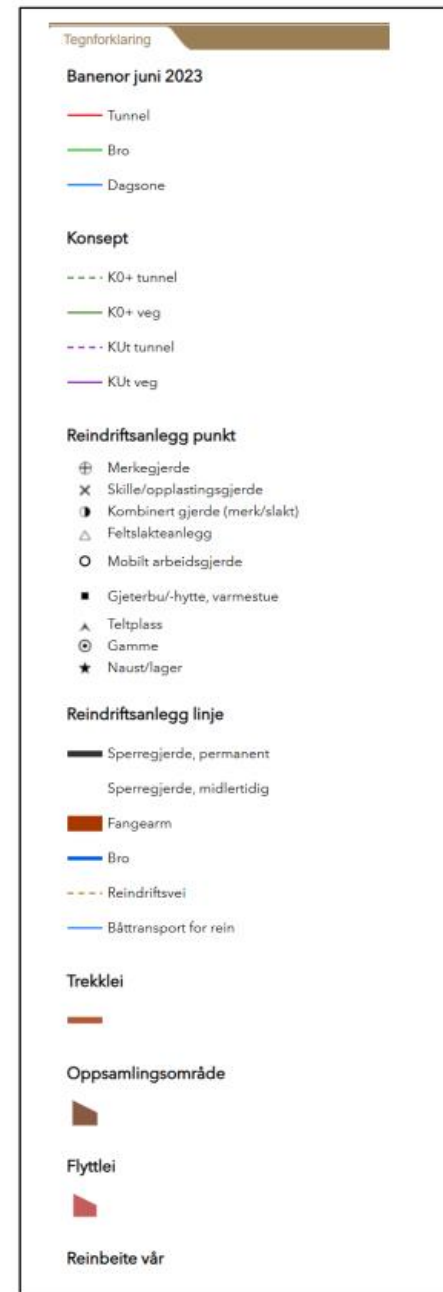 Tegnforklaring
Banenor juni 2023
Tunnel
Bro
Dagsone
Konsept
K0+ tunnel
K0+ veg
KUt tunnel
KUt veg
Reindriftsanlegg punkt
Merkegjerde
Skille/opplastingsgjerde
Kombinert gjerde (merk/slakt)
Feltslakteanlegg
Mobilt arbeidsgjerde
Gjeterbu/-hytte, varmestue
Teltplass
Gamme
Naust/lager
Reindriftsanlegg linje
Sperregjerde, permanent
Sperregjerde, midlertidig
Fangearm
Bro
Reindriftsvei
Båttransport for rein
Trekklei
Oppsamlingsområde
Flyttlei
Reinbeite vår